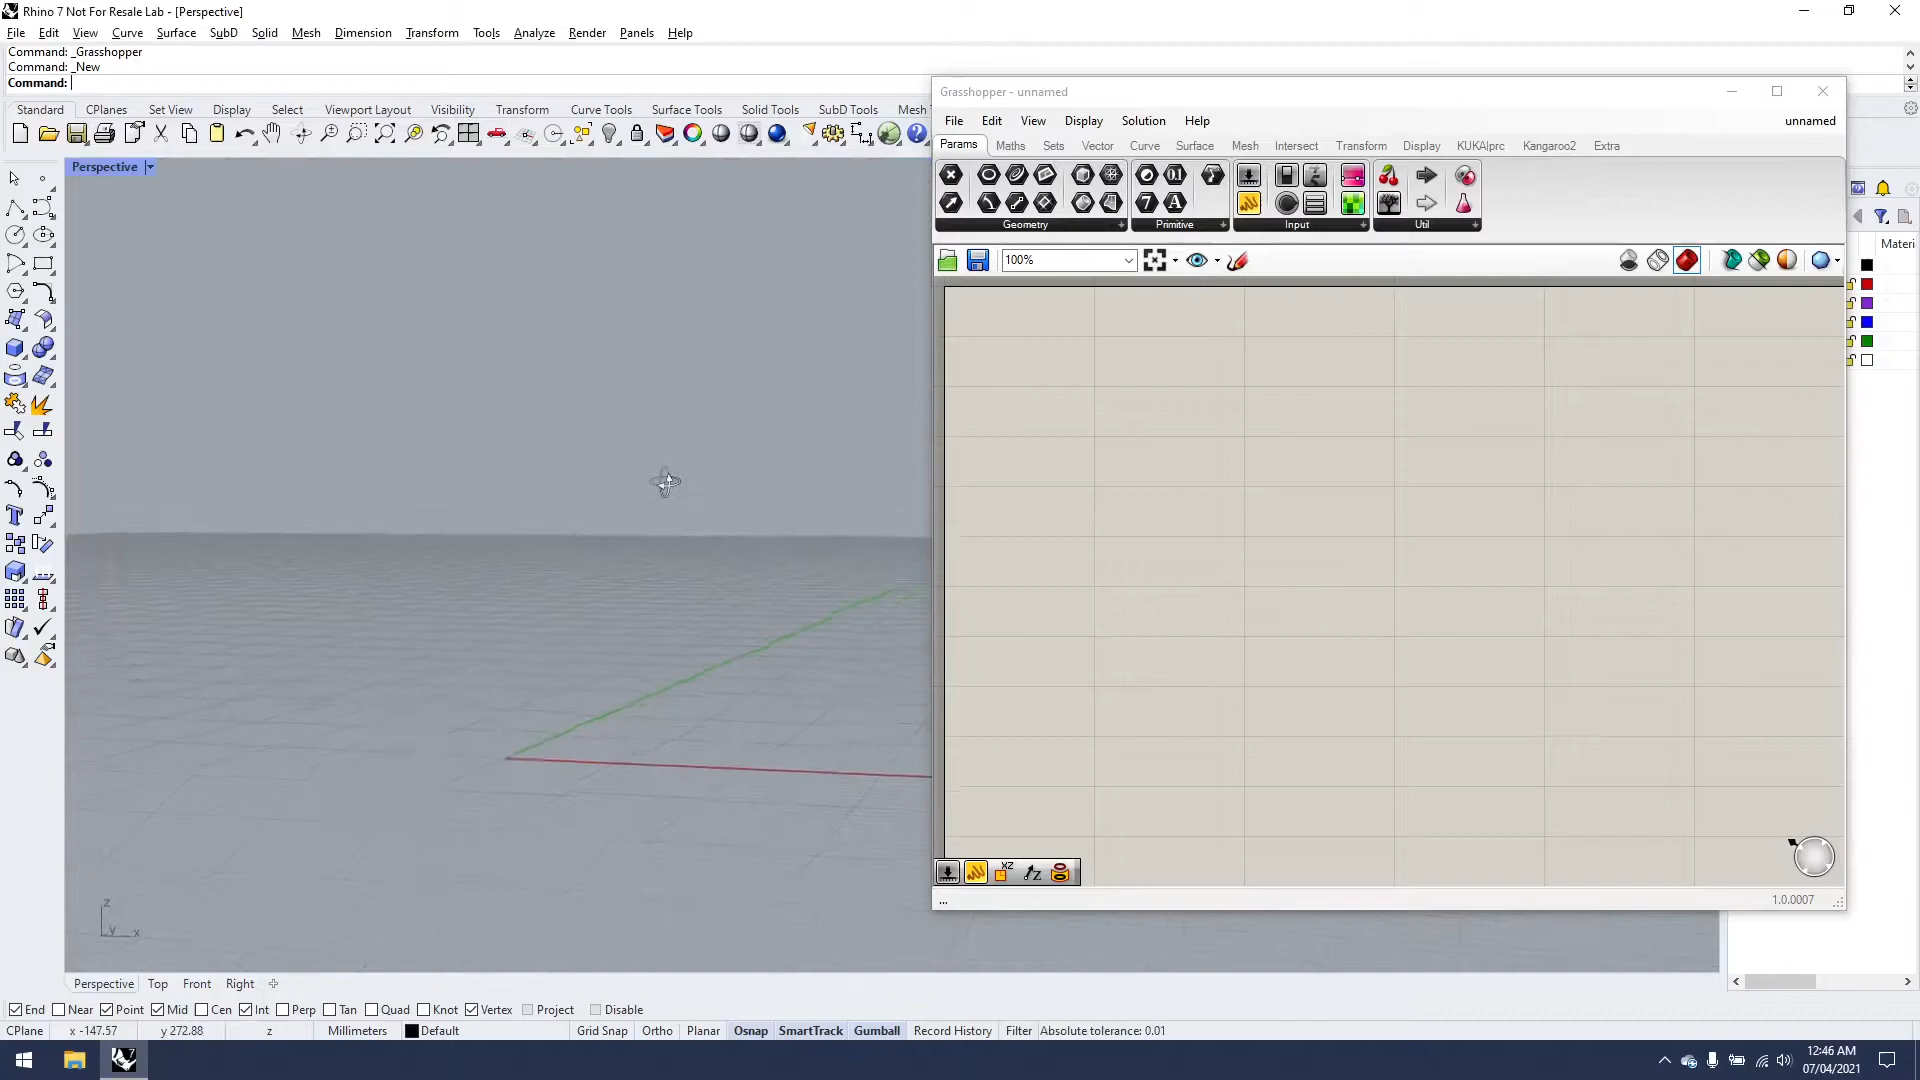 Rhino 7 Not For Resale Lab - [Perspective]
File Edit View Curve Surface SubD Solid Mesh Dimension Transform Tools Analyze Render Panels Help
Command: _Grasshopper
Command: _New
Command:
Standard CPlanes Set View Display Select Viewport Layout Visibility Transform Curve Tools Surface Tools Solid Tools SubD Tools Mesh T
Perspective
Grasshopper - unnamed
File Edit View Display Solution Help unnamed
Params Maths Sets Vector Curve Surface Mesh Intersect Transform Display KUKA|prc Kangaroo2 Extra
Geometry Primitive Input Util
100%
Materi
XZ
Z
...
1.0.0007
z
y x
Perspective Top Front Right
End Near Point Mid Cen Int Perp Tan Quad Knot Vertex Project Disable
CPlane x -147.57 y 272.88 z Millimeters Default Grid Snap Ortho Planar Osnap SmartTrack Gumball Record History Filter Absolute tolerance: 0.01
12:46 AM
07/04/2021